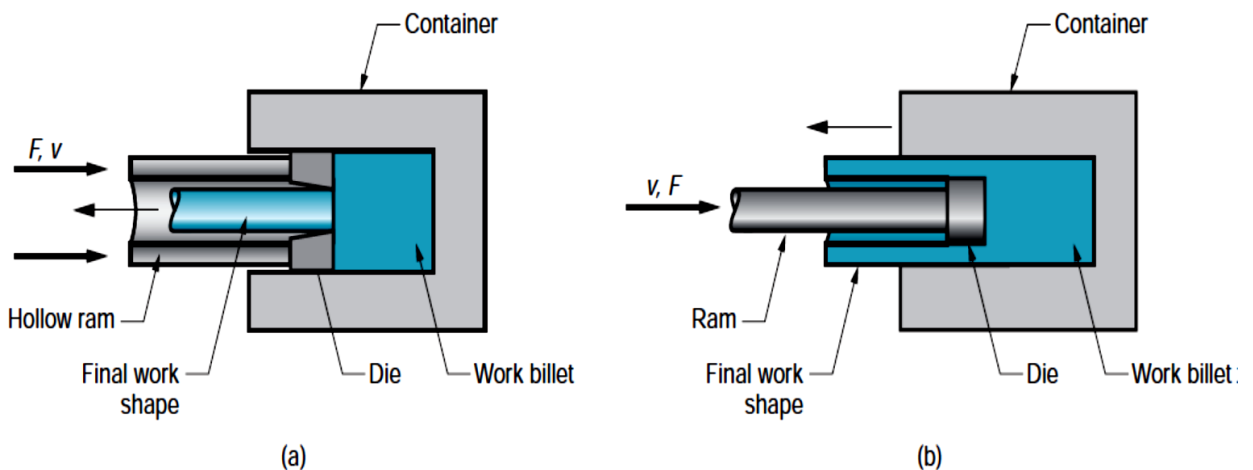 Container
F, v
Hollow ram
Final work
shape
Die
Work billet
(a)
Container
v, F
Ram
Final work
shape
Die
Work billet
(b)